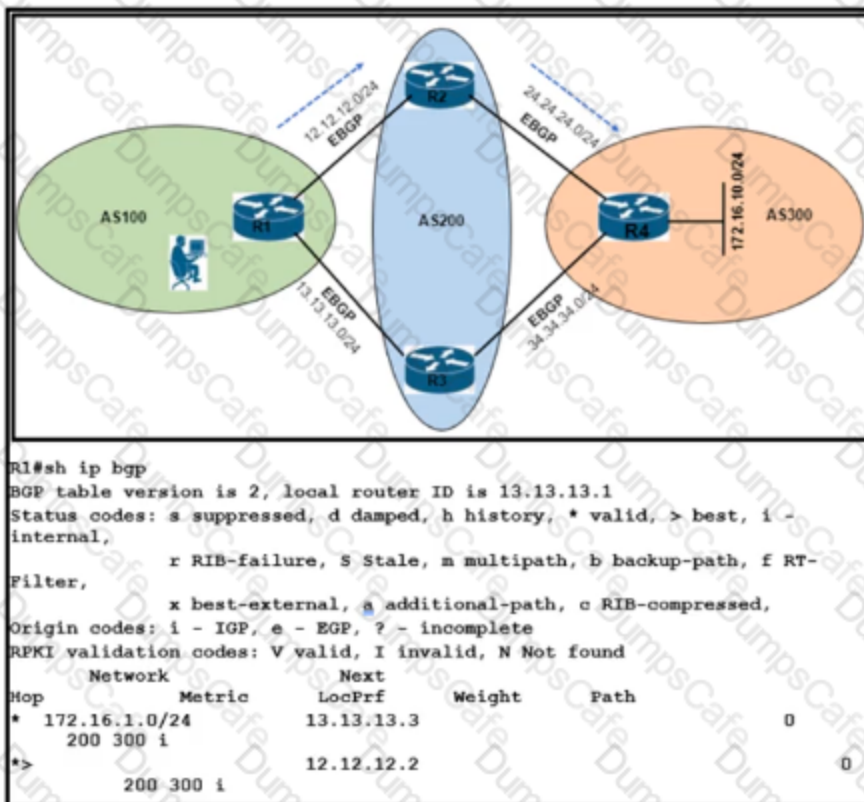 R2
12.12.12.0/24
EBGP
24.24.24.0/24
EBGP
AS100
R1
AS200
R4
172.16.10.0/24
AS300
EBGP
13.13.13.0/24
EBGP
34.34.34.0/24
R3
R1#sh ip bgp
BGP table version is 2, local router ID is 13.13.13.1
Status codes: s suppressed, d damped, h history, * valid, > best, i -
internal,
r RIB-failure, S Stale, m multipath, b backup-path, f RT-
Filter,
x best-external, a additional-path, c RIB-compressed,
Origin codes: i - IGP, e - EGP, ? - incomplete
RPKI validation codes: V valid, I invalid, N Not found
Network Next
Hop Metric LocPrf Weight Path
* 172.16.1.0/24 13.13.13.3 0
200 300 i
*> 12.12.12.2 0
200 300 i
DumpsCafe